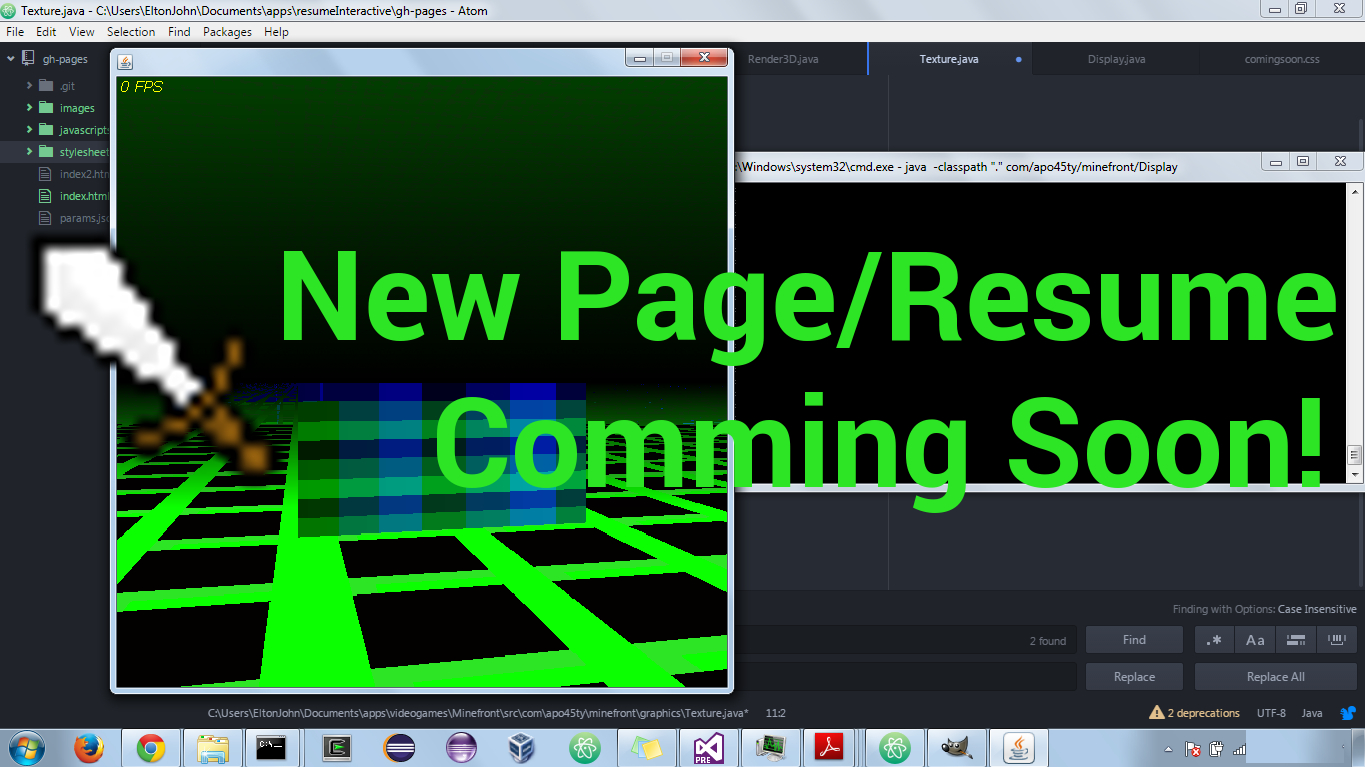 Texture.java - C:\Users\EltonJohn\Documents\apps\resumeInteractive\gh-pages - Atom
File Edit View Selection Find Packages Help
gh-pages
Render3D.java
Texture.java
Display.java
comingsoon.css
.git
images
javascripts
stylesheet
index2.htm
index.html
params.jso
0 FPS
:\Windows\system32\cmd.exe - java -classpath "." com/apo45ty/minefront/Display
New Page/Resume
Comming Soon!
Finding with Options: Case Insensitive
2 found
Find
.*
Aa
Replace
Replace All
C:\Users\EltonJohn\Documents\apps\videogames\Minefront\src\com\apo45ty\minefront\graphics\Texture.java* 11:2
2 deprecations UTF-8 Java
C:\
PRE